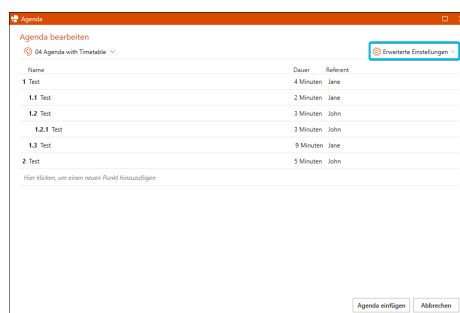 Agenda
Agenda bearbeiten
04 Agenda with Timetable
Erweiterte Einstellungen
Name Dauer Referent
1 Test 4 Minuten Jane
1.1 Test 2 Minuten Jane
1.2 Test 3 Minuten John
1.2.1 Test 3 Minuten John
1.3 Test 9 Minuten Jane
2 Test 5 Minuten John
Hier klicken, um einen neuen Punkt hinzuzufügen
Agenda einfügen Abbrechen